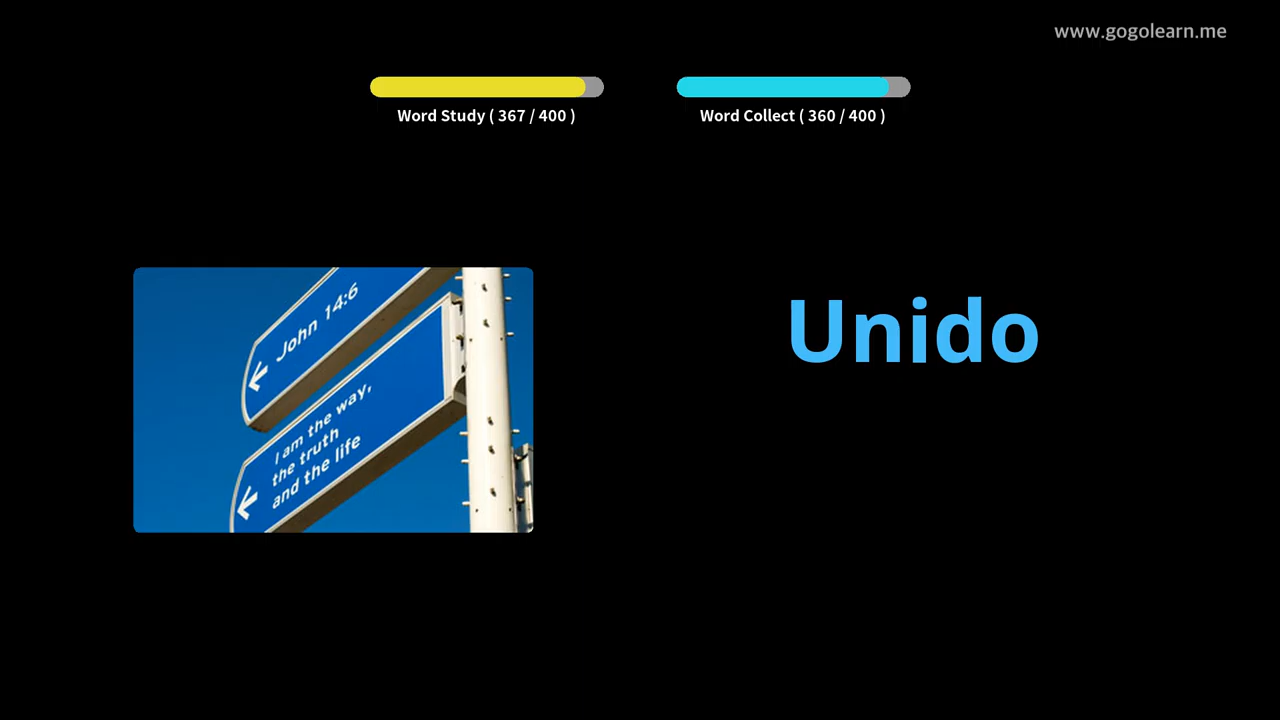 www.gogolearn.me
Word Study ( 367 / 400 )
Word Collect ( 360 / 400 )
John 14:6
I am the way,
the truth
and the life
Unido